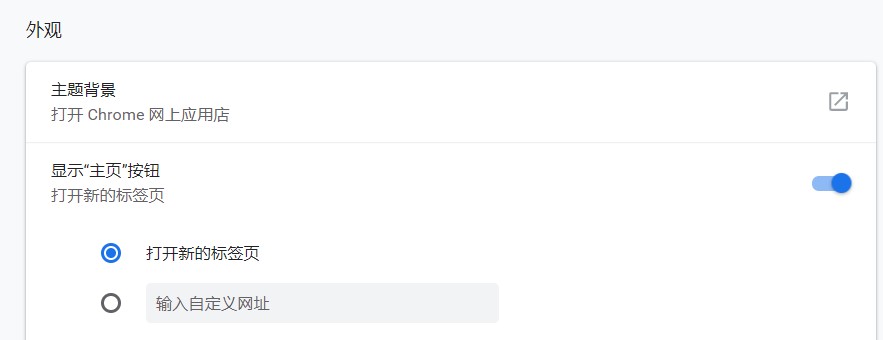 外观
主题背景
打开 Chrome 网上应用店
显示“主页”按钮
打开新的标签页
打开新的标签页
输入自定义网址